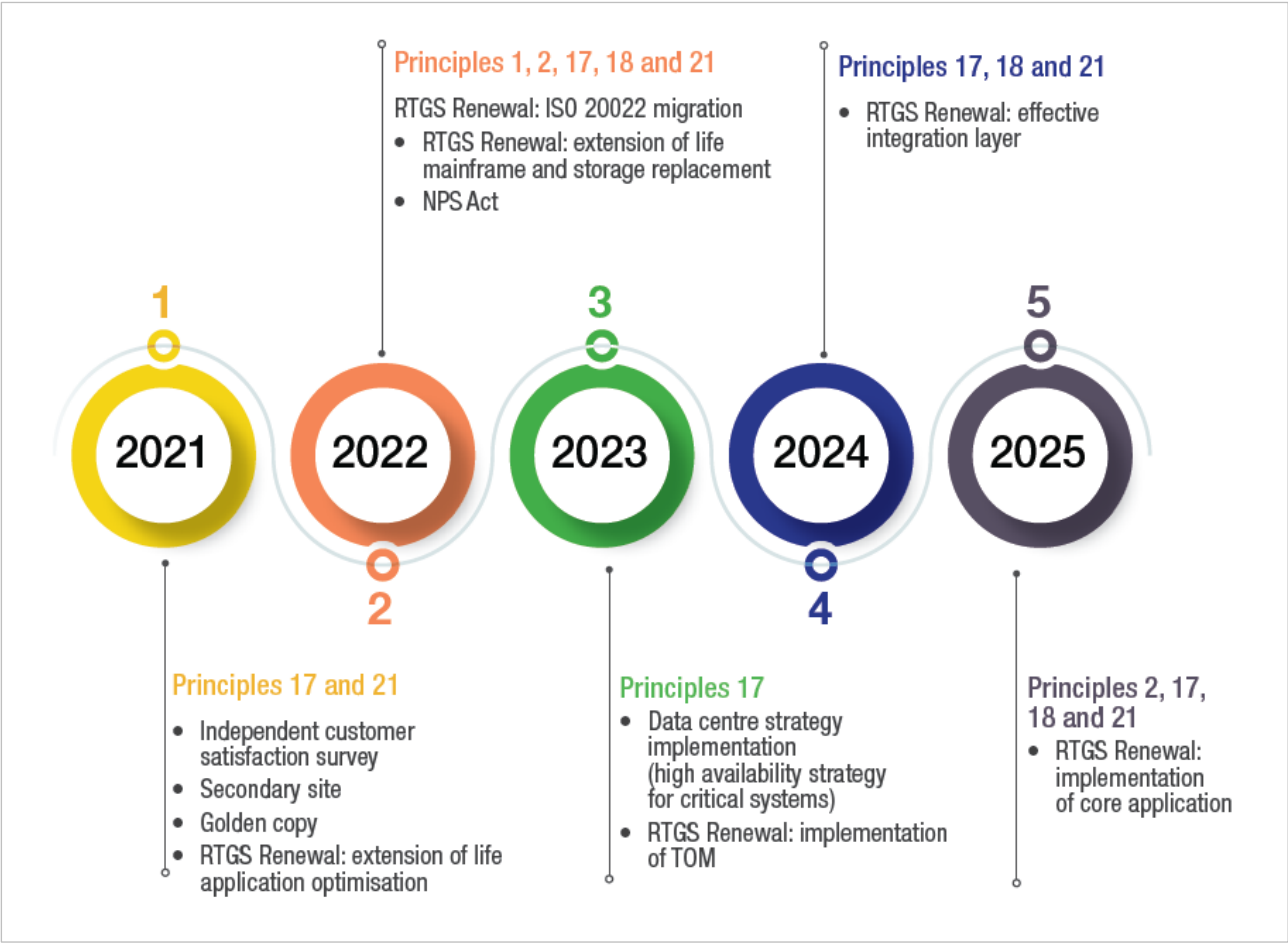 Principles 1, 2, 17, 18 and 21
RTGS Renewal: ISO 20022 migration
• RTGS Renewal: extension of life
mainframe and storage replacement
• NPS Act
Principles 17, 18 and 21
• RTGS Renewal: effective
integration layer
1
3
5
2021
2022
2023
2024
2025
2
4
Principles 17 and 21
• Independent customer
satisfaction survey
• Secondary site
• Golden copy
• RTGS Renewal: extension of life
application optimisation
Principles 17
• Data centre strategy
implementation
(high availability strategy
for critical systems)
• RTGS Renewal: implementation
of TOM
Principles 2, 17,
18 and 21
• RTGS Renewal:
implementation
of core application